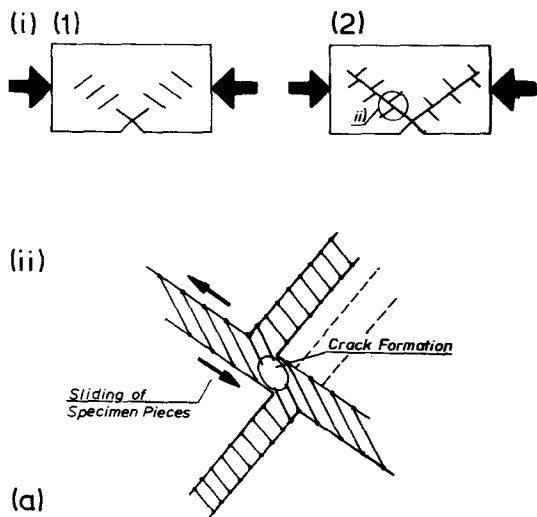 (i) (1) (2)
ii)
(ii)
Crack Formation
Sliding of
Specimen Pieces
(a)